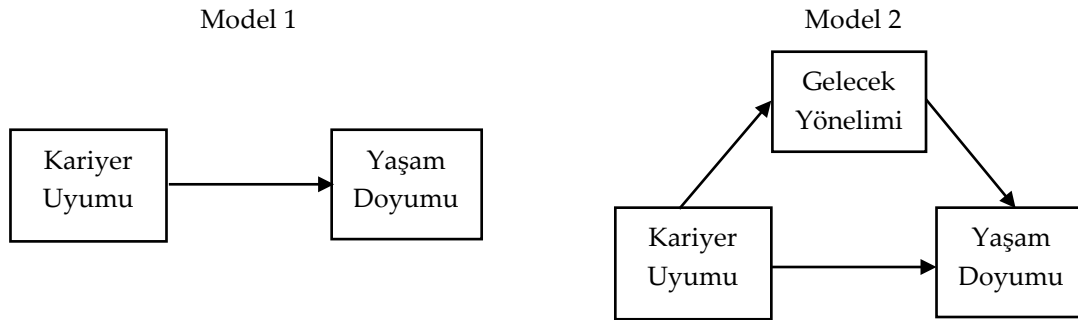 Model 1
Kariyer
Uyumu
Yaşam
Doyumu
Model 2
Gelecek
Yönelimi
Kariyer
Uyumu
Yaşam
Doyumu